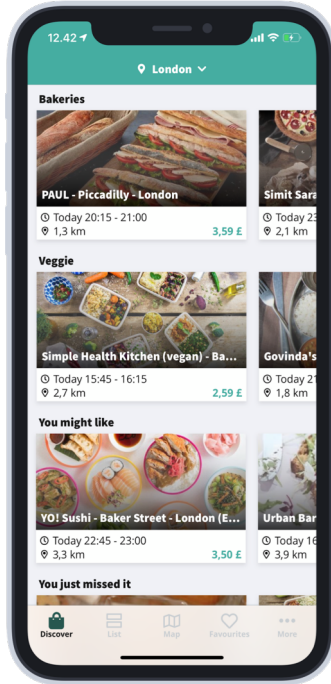 12.42
London
Bakeries
PAUL - Piccadilly - London
Simit Sara
Today 20:15 - 21:00
Today 23
1,3 km
3,59 £
2,1 km
Veggie
Simple Health Kitchen (vegan) - Ba...
Govinda's
Today 15:45 - 16:15
Today 21
2,7 km
2,59 £
1,8 km
You might like
YO! Sushi - Baker Street - London (E...
Urban Bar
Today 22:45 - 23:00
Today 16
3,3 km
3,50 £
3,9 km
You just missed it
Discover
List
Map
Favourites
More